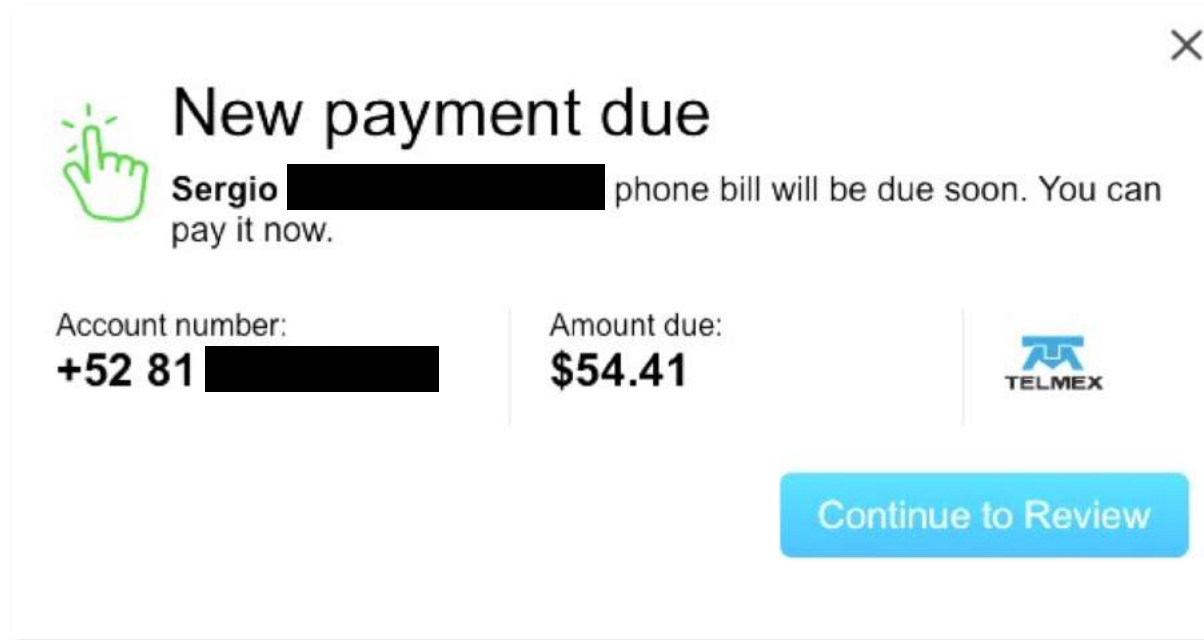 New payment due
Sergio phone bill will be due soon. You can
pay it now.
Account number:
+52 81
Amount due:
$54.41
TELMEX
Continue to Review